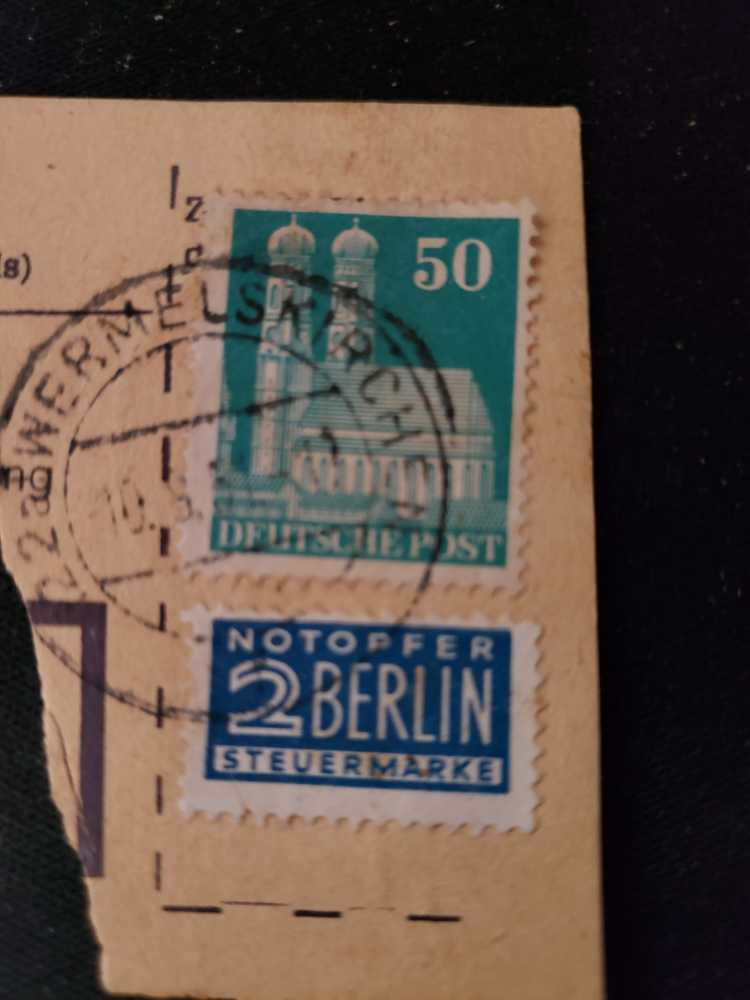 50
DEUTSCHE POST
WERMELSKIRCHEN
NOTOPFER
2 BERLIN
STEUERMARKE